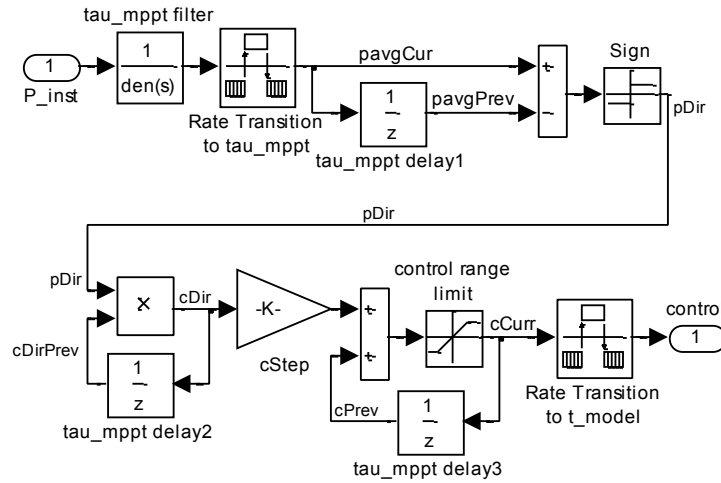 tau_mppt filter
1
P_inst
1
den(s)
Rate Transition
to tau_mppt
pavgCur
1
z
tau_mppt delay1
pavgPrev
+
−
Sign
pDir
pDir
pDir
cDirPrev
×
cDir
1
z
tau_mppt delay2
-K-
cStep
+
+
control range
limit
cCurr
cPrev
1
z
tau_mppt delay3
Rate Transition
to t_model
control
1